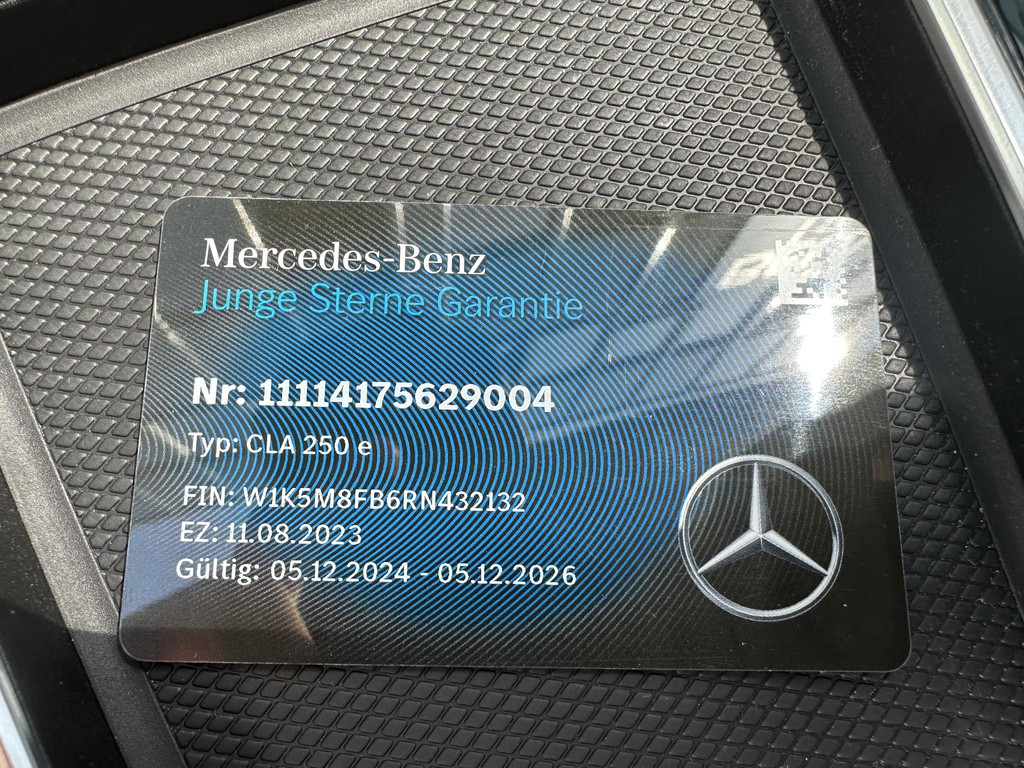 Mercedes-Benz
Junge Sterne Garantie
Nr: 11114175629004
Typ: CLA 250 e
FIN: W1K5M8FB6RN432132
EZ: 11.08.2023
Gültig: 05.12.2024 - 05.12.2026